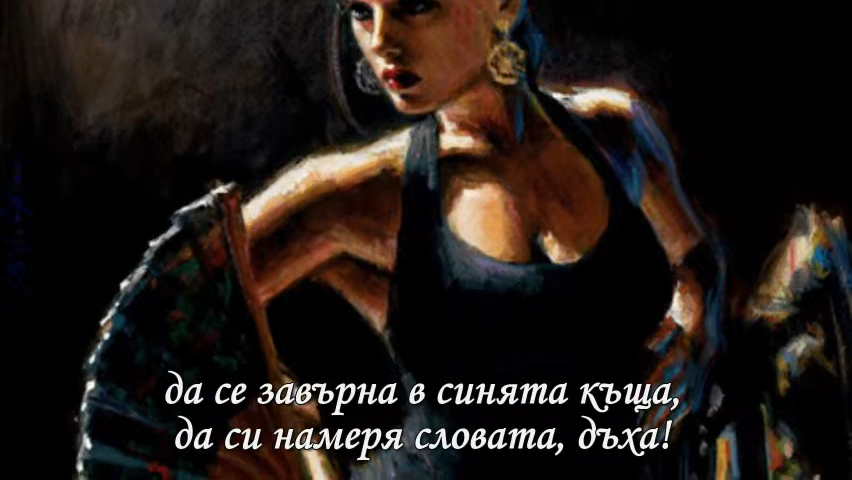 да се завърна в синята къща,
да си намеря словата, дъха!